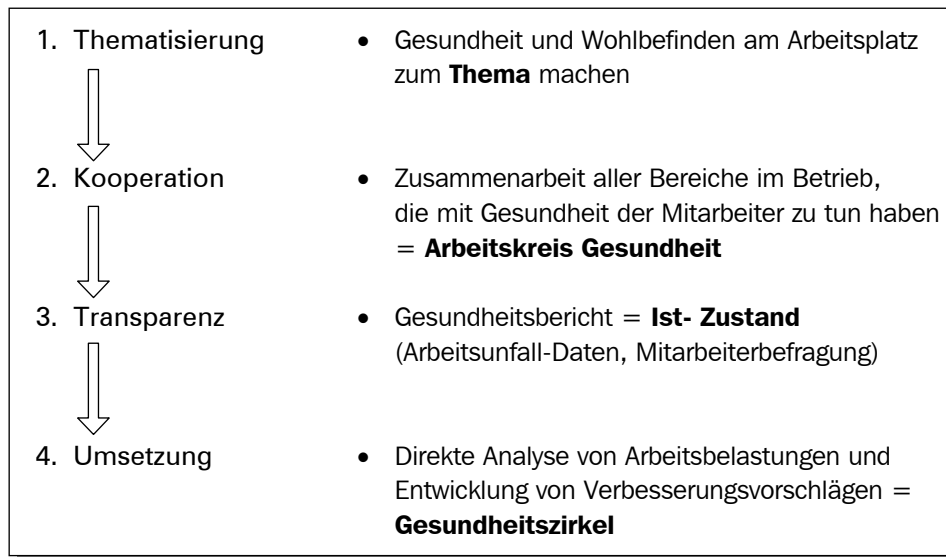 1. Thematisierung
• Gesundheit und Wohlbefinden am Arbeitsplatz
zum Thema machen
2. Kooperation
• Zusammenarbeit aller Bereiche im Betrieb,
die mit Gesundheit der Mitarbeiter zu tun haben
= Arbeitskreis Gesundheit
3. Transparenz
• Gesundheitsbericht = Ist- Zustand
(Arbeitsunfall-Daten, Mitarbeiterbefragung)
4. Umsetzung
• Direkte Analyse von Arbeitsbelastungen und
Entwicklung von Verbesserungsvorschlägen =
Gesundheitszirkel